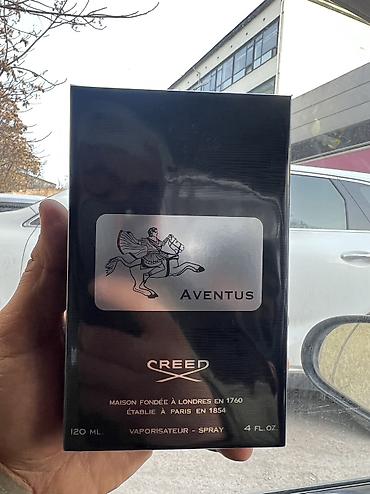 AVENTUS
CREED
MAISON FONDÉE À LONDRES EN 1760
ÉTABLIE À PARIS EN 1854
120 ML. VAPORISATEUR - SPRAY 4 FL.OZ.